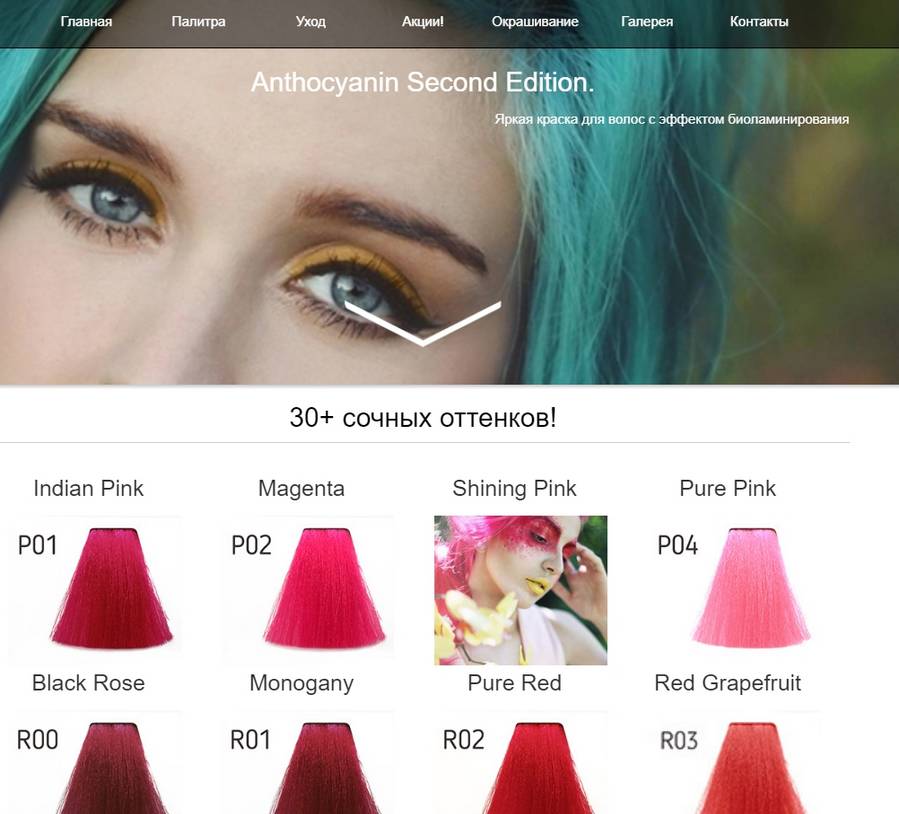 Главная Палитра Уход Акции! Окрашивание Галерея Контакты
Anthocyanin Second Edition.
Яркая краска для волос с эффектом биоламинирования
30+ сочных оттенков!
Indian Pink Magenta Shining Pink Pure Pink
P01 P02 P04
Black Rose Monogany Pure Red Red Grapefruit
R00 R01 R02 R03